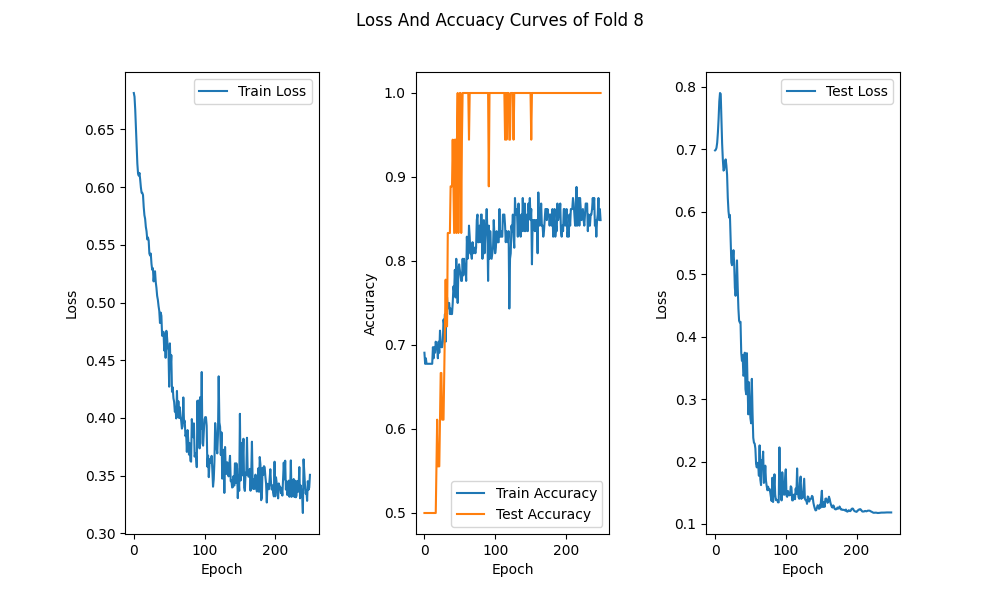 Loss And Accuacy Curves of Fold 8
Train Loss
0.65
0.60
0.55
0.50
0.45
0.40
0.35
0.30
Loss
0
100
200
Epoch
1.0
0.9
0.8
0.7
0.6
0.5
Accuracy
Train Accuracy
Test Accuracy
0
100
200
Epoch
Test Loss
0.8
0.7
0.6
0.5
0.4
0.3
0.2
0.1
Loss
0
100
200
Epoch